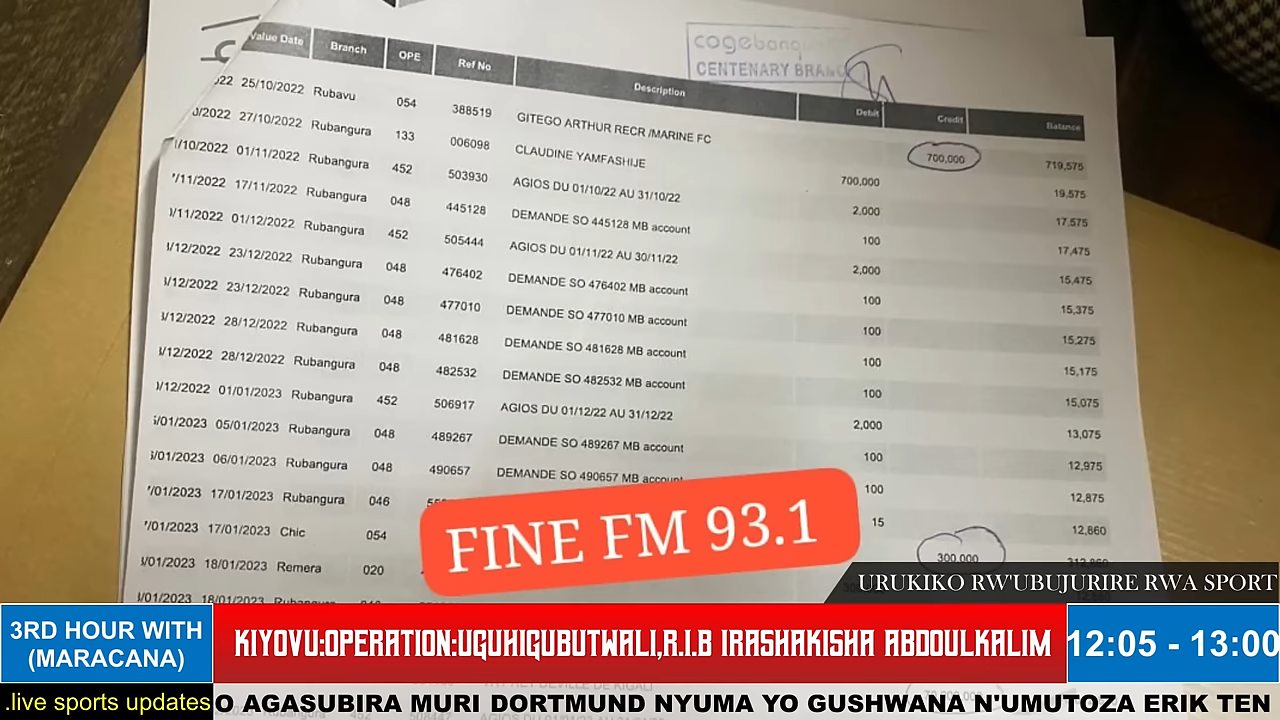 cogebanque
CENTENARY BRANCH
Value Date Branch OPE Ref No Description Debit Credit Balance
25/10/2022 Rubavu 054 388519 GITEGO ARTHUR RECR /MARINE FC 700,000 719,575
27/10/2022 Rubangura 133 006098 CLAUDINE YAMFASHIJE 700,000 19,575
01/11/2022 Rubangura 452 503930 AGIOS DU 01/10/22 AU 31/10/22 2,000 17,575
17/11/2022 Rubangura 048 445128 DEMANDE SO 445128 MB account 100 17,475
01/12/2022 Rubangura 452 505444 AGIOS DU 01/11/22 AU 30/11/22 2,000 15,475
23/12/2022 Rubangura 048 476402 DEMANDE SO 476402 MB account 100 15,375
23/12/2022 Rubangura 048 477010 DEMANDE SO 477010 MB account 100 15,275
28/12/2022 Rubangura 048 481628 DEMANDE SO 481628 MB account 100 15,175
28/12/2022 Rubangura 048 482532 DEMANDE SO 482532 MB account 100 15,075
01/01/2023 Rubangura 452 506917 AGIOS DU 01/12/22 AU 31/12/22 2,000 13,075
05/01/2023 Rubangura 048 489267 DEMANDE SO 489267 MB account 100 12,975
06/01/2023 Rubangura 048 490657 DEMANDE SO 490657 MB account 100 12,875
17/01/2023 Rubangura 046 15 12,860
17/01/2023 Chic 054 300,000
18/01/2023 Remera 020
18/01/2023 Rubangura
FINE FM 93.1
URUKIKO RW'UBUJURIRE RWA SPORT
3RD HOUR WITH
(MARACANA)
KIYOVU:OPERATION:UGUHIGUBUTWALI,R.I.B IRASHAKISHA ABDOULKALIM
12:05 - 13:00
.live sports updates
O AGASUBIRA MURI DORTMUND NYUMA YO GUSHWANA N'UMUTOZA ERIK TEN